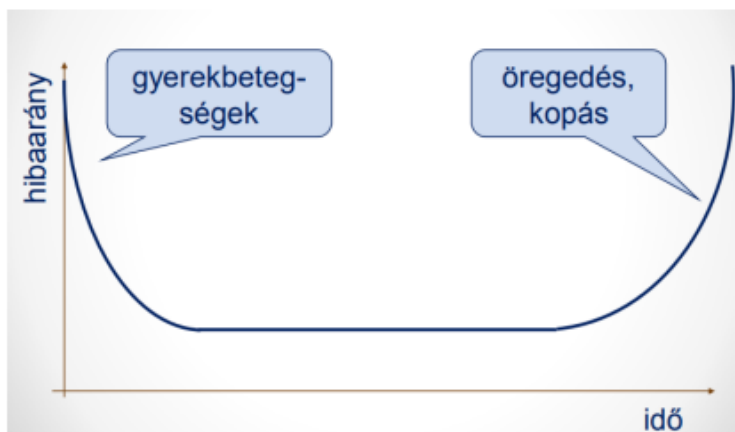 gyerekbeteg-
ségek
öregedés,
kopás
hibaarány
idő